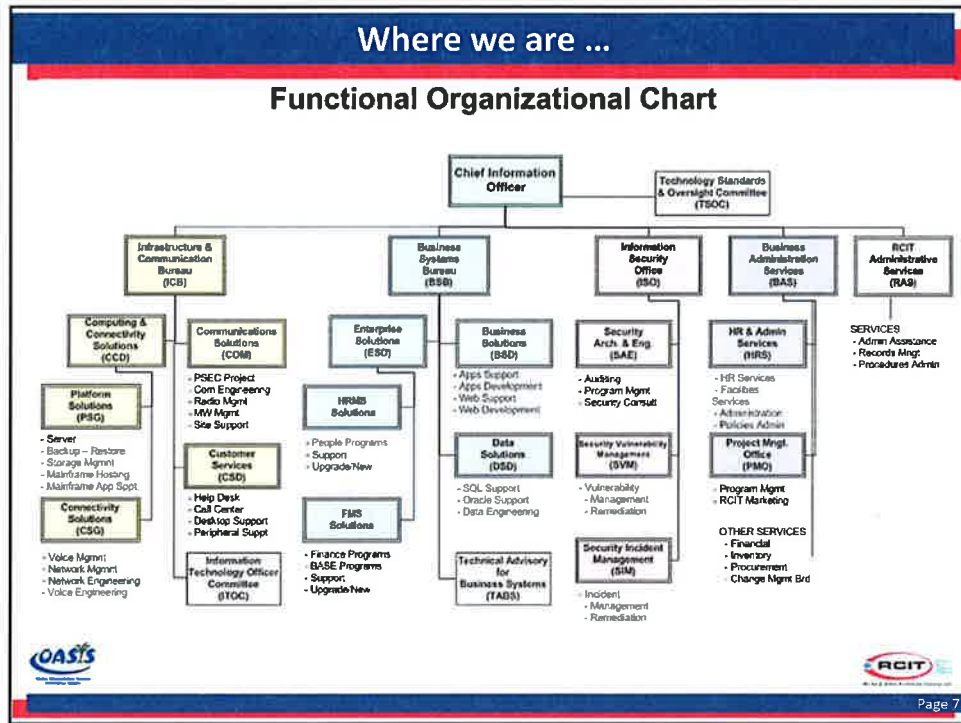 Where we are ...
Functional Organizational Chart
Chief Information
Officer
Technology Standards
& Oversight Committee
(TSOC)
Infrastructure &
Communication
Bureau
(ICB)
Business
Systems
Bureau
(BSB)
Information
Security
Office
(ISO)
Business
Administration
Services
(BAS)
RCIT
Administrative
Services
(RAS)
Computing &
Connectivity
Solutions
(CCD)
Communications
Solutions
(COM)
Enterprise
Solutions
(ESD)
Business
Solutions
(BSD)
Security
Arch. & Eng.
(SAE)
HR & Admin
Services
(HRS)
SERVICES
- Admin Assistance
- Records Mngt
- Procedures Admin
- PSEC Project
- Com Engineering
- Radio Mgmt
- MW Mgmt
- Site Support
- Apps Support
- Apps Development
- Web Support
- Web Development
- Auditing
- Program Mgmt
- Security Consult
- HR Services
- Facilities
Services
- Administration
- Policies Admin
Platform
Solutions
(PSG)
HRMS
Solutions
- Server
- Backup – Restore
- Storage Mgmnt
- Mainframe Hosting
- Mainframe App Sppt
- People Programs
- Support
- Upgrade/New
Customer
Services
(CSD)
Data
Solutions
(DSD)
Security Vulnerability
Management
(SVM)
Project Mngt.
Office
(PMO)
- Help Desk
- Call Center
- Desktop Support
- Peripheral Suppt
- SQL Support
- Oracle Support
- Data Engineering
- Vulnerability
- Management
- Remediation
- Program Mgmt
- RCIT Marketing
Connectivity
Solutions
(CSG)
FMS
Solutions
- Voice Mgmnt
- Network Mgmnt
- Network Engineering
- Voice Engineering
- Finance Programs
- BASE Programs
- Support
- Upgrade/New
Information
Technology Officer
Committee
(ITOC)
Technical Advisory
for
Business Systems
(TABS)
Security Incident
Management
(SIM)
- Incident
- Management
- Remediation
OTHER SERVICES
- Financial
- Inventory
- Procurement
- Change Mgmt Brd
OASIS
RCIT
Page 7